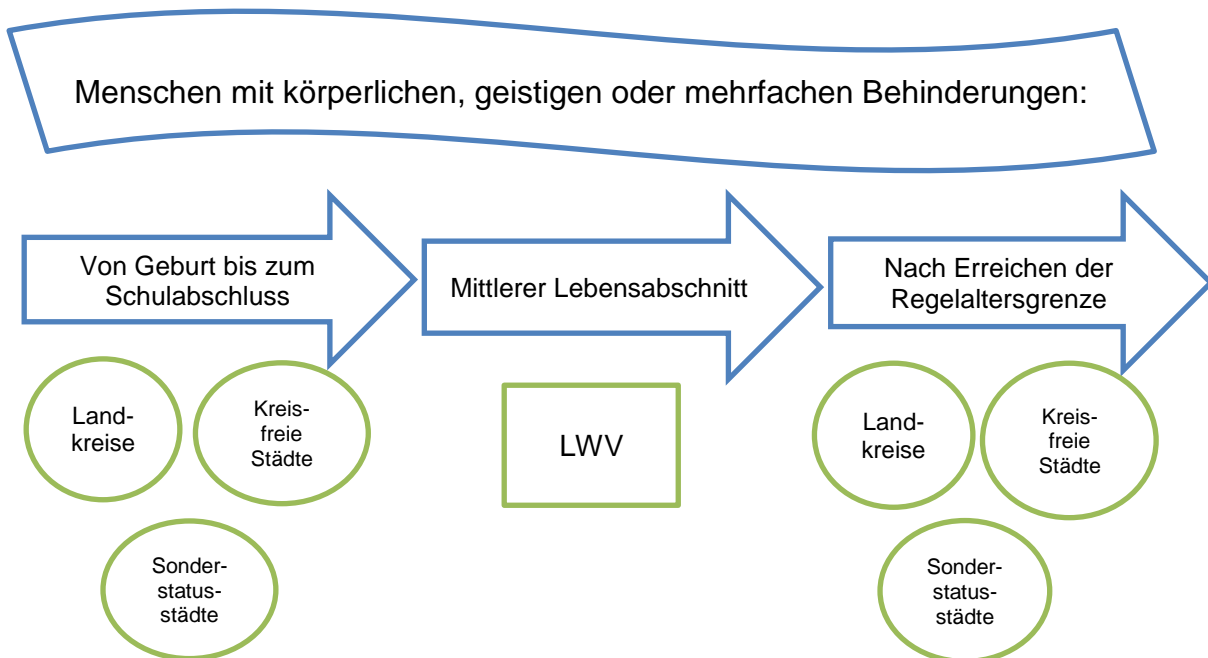 Menschen mit körperlichen, geistigen oder mehrfachen Behinderungen:
Von Geburt bis zum
Schulabschluss
Mittlerer Lebensabschnitt
Nach Erreichen der
Regelaltersgrenze
Land-
kreise
Kreis-
freie
Städte
Sonder-
status-
städte
LWV
Land-
kreise
Kreis-
freie
Städte
Sonder-
status-
städte